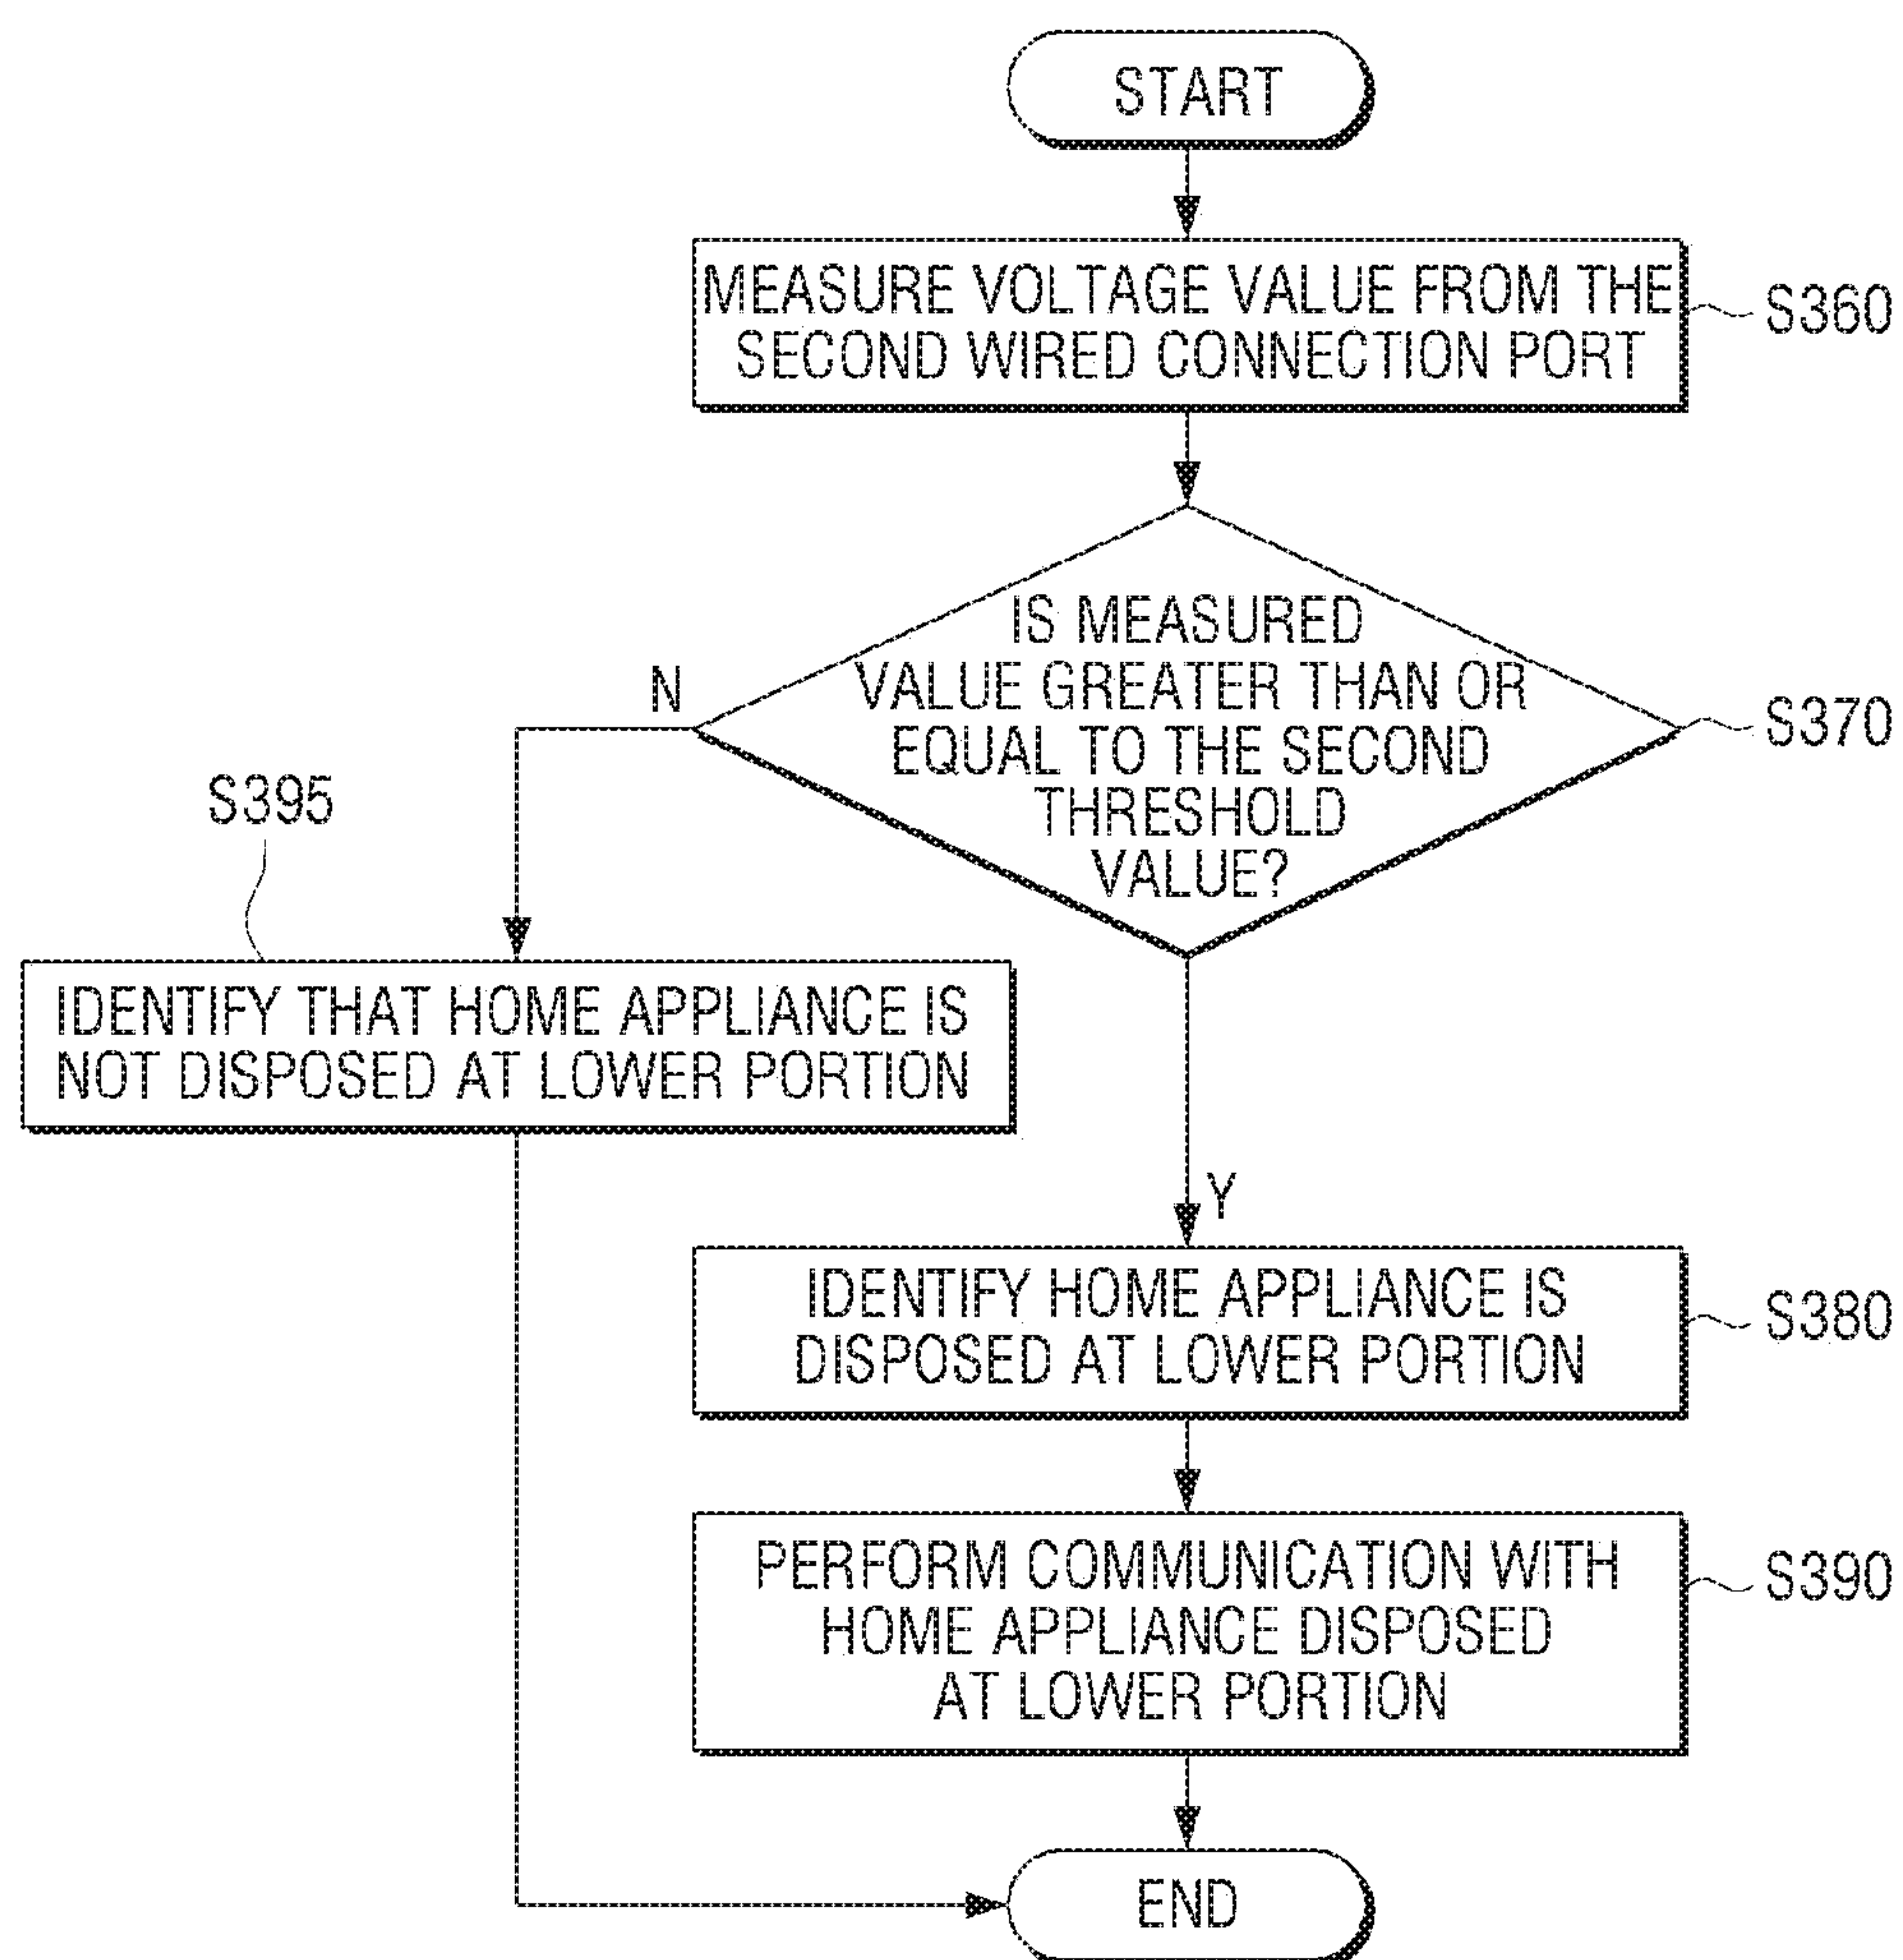 START
MEASURE VOLTAGE VALUE FROM THE
SECOND WIRED CONNECTION PORT
S360
IS MEASURED
VALUE GREATER THAN OR
EQUAL TO THE SECOND
THRESHOLD
VALUE?
S370
N
S395
IDENTIFY THAT HOME APPLIANCE IS
NOT DISPOSED AT LOWER PORTION
Y
IDENTIFY HOME APPLIANCE IS
DISPOSED AT LOWER PORTION
S380
PERFORM COMMUNICATION WITH
HOME APPLIANCE DISPOSED
AT LOWER PORTION
S390
END